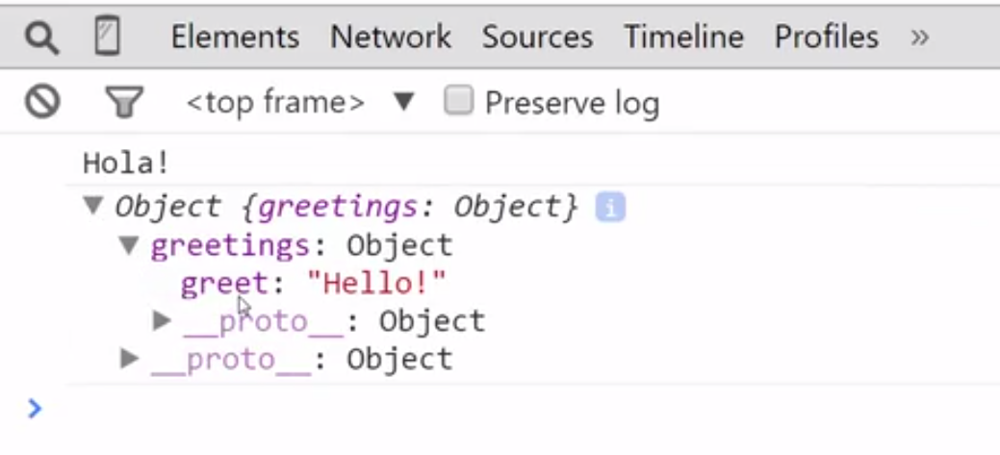 Elements Network Sources Timeline Profiles »
<top frame> ▼ Preserve log
Hola!
▼ Object {greetings: Object} i
▼ greetings: Object
greet: "Hello!"
▶ __proto__: Object
▶ __proto__: Object
>